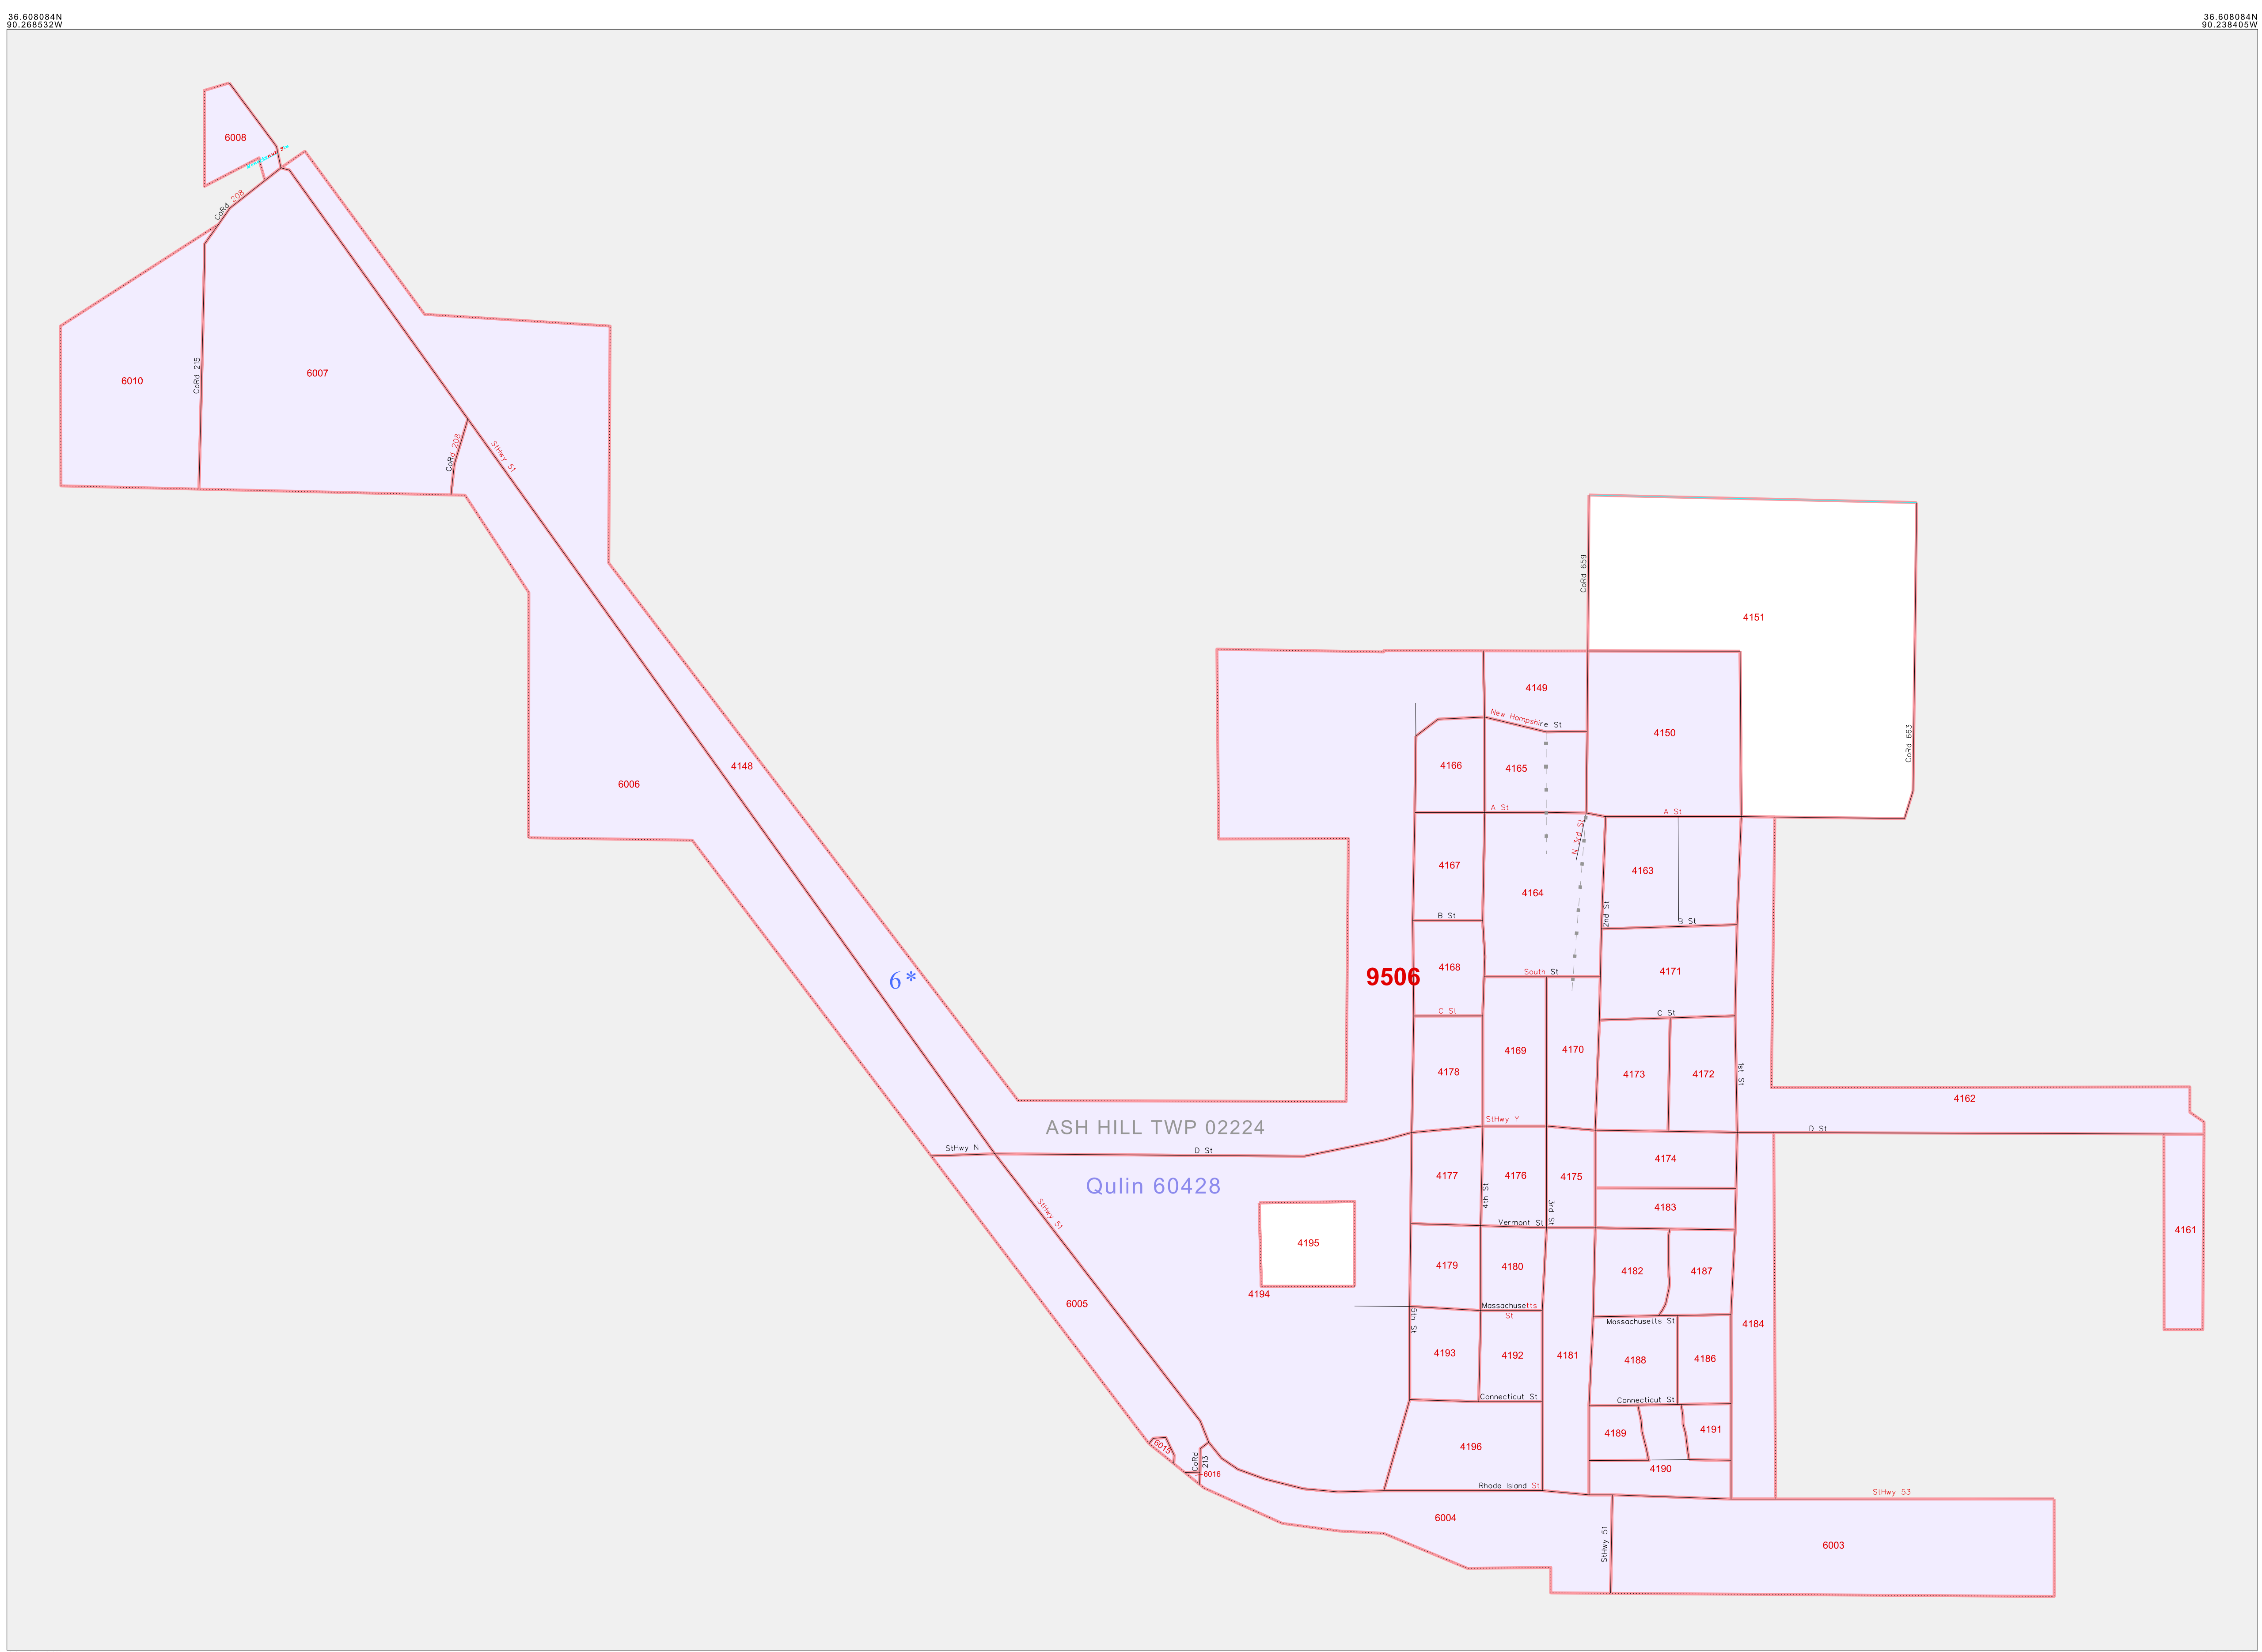 36.608084N
90.268532W
36.608084N
90.238405W
6008
CoRd 208
6010
CoRd 215
6007
CoRd 208
StHwy 51
CoRd 659
4151
4149
New Hampshire St
4150
CoRd 663
4148
6006
4166
4165
A St
A St
N 3rd St
4167
4163
4164
2nd St
B St
B St
6*
9506
4168
South St
4171
C St
C St
4169
4170
4178
4173
4172
1st St
4162
ASH HILL TWP 02224
StHwy Y
D St
StHwy N
D St
4174
4177
4176
4175
Qulin 60428
4th St
3rd St
4183
StHwy 51
Vermont St
4161
4195
4179
4180
4182
4187
4194
6005
Massachusetts
St
5th St
Massachusetts St
4184
4193
4192
4181
4188
4186
Connecticut St
Connecticut St
4191
4189
6015
4196
CoRd
213
4190
6016
Rhode Island St
StHwy 53
6004
StHwy 51
6003